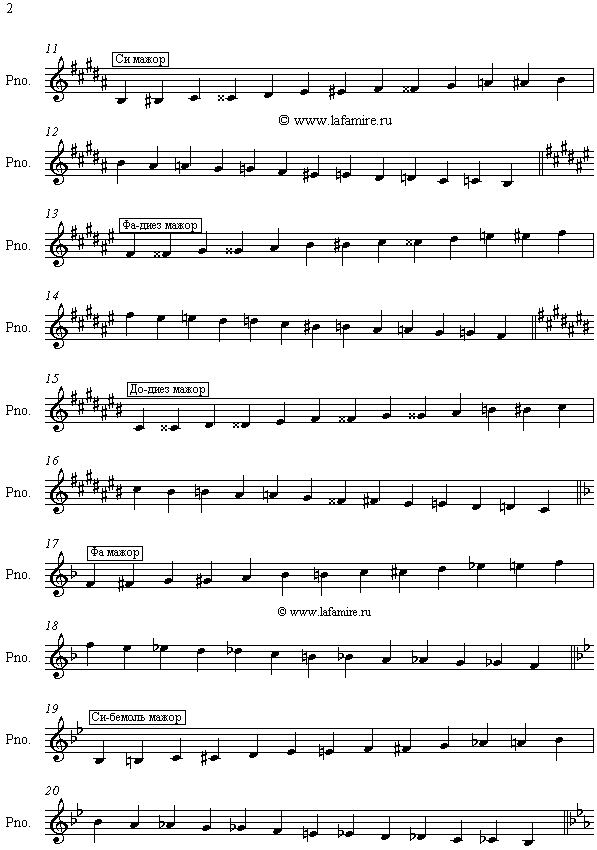 2
11
Си мажор
Pno.
© www.lafamire.ru
12
Pno.
13
Фа-диез мажор
Pno.
14
Pno.
15
До-диез мажор
Pno.
16
Pno.
17
Фа мажор
Pno.
© www.lafamire.ru
18
Pno.
19
Си-бемоль мажор
Pno.
20
Pno.